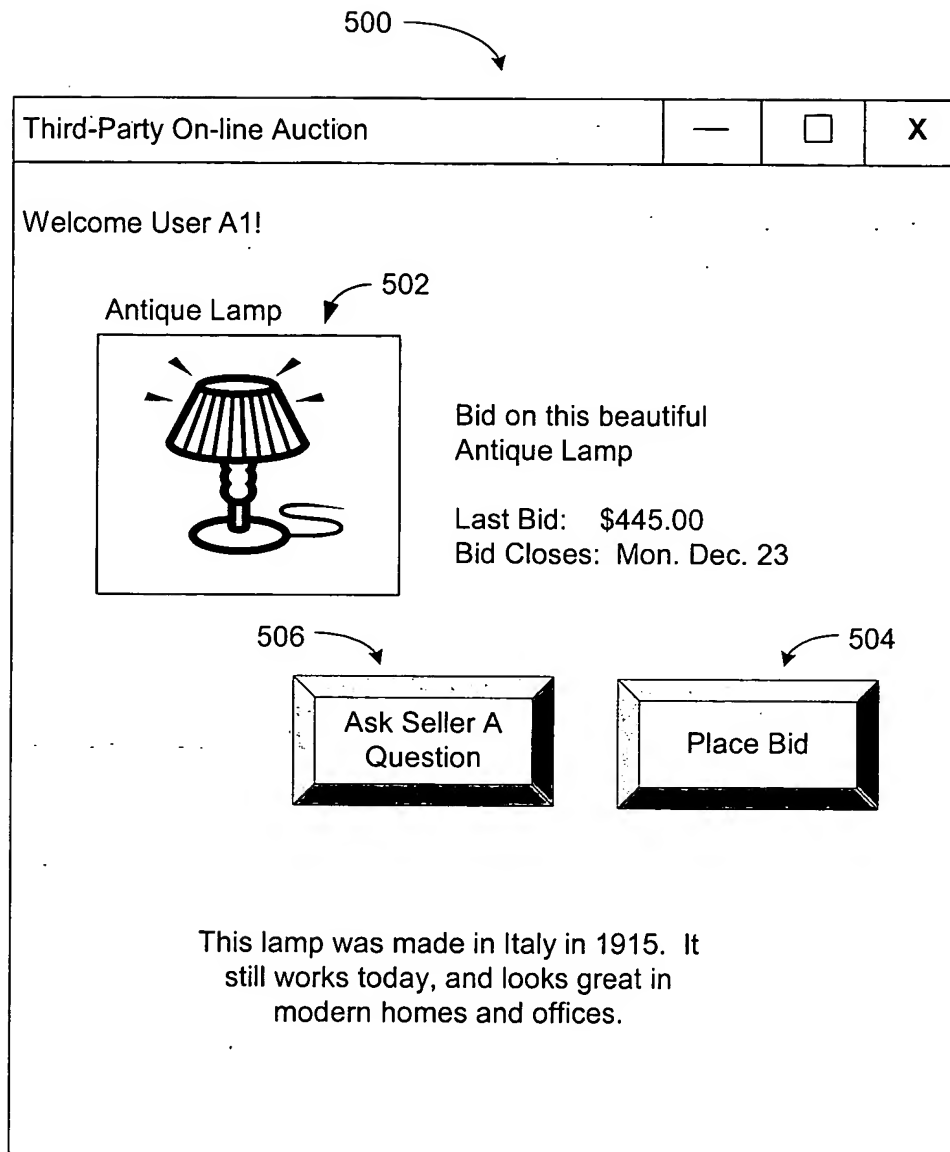 500
Third-Party On-line Auction
X
Welcome User A1!
502
Antique Lamp
Bid on this beautiful
Antique Lamp
Last Bid: $445.00
Bid Closes: Mon. Dec. 23
506
504
Ask Seller A
Question
Place Bid
This lamp was made in Italy in 1915. It
still works today, and looks great in
modern homes and offices.